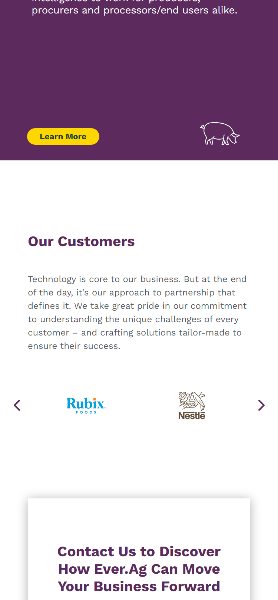 procurers and processors/end users alike.
Learn More
Our Customers
Technology is core to our business. But at the end
of the day, it's our approach to partnership that
defines it. We take great pride in our commitment
to understanding the unique challenges of every
customer – and crafting solutions tailor-made to
ensure their success.
Rubix
FOODS
Nestlé
Contact Us to Discover
How Ever.Ag Can Move
Your Business Forward